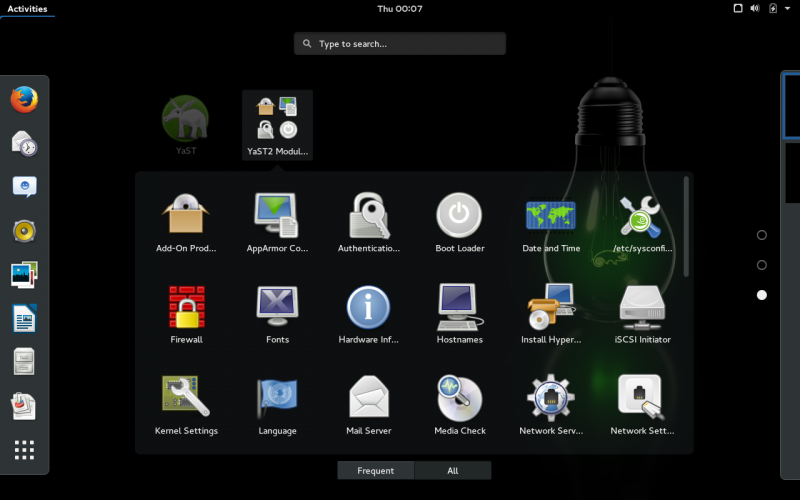 Activities
Thu 00:07
Type to search...
YaST
YaST2 Modul...
Add-On Prod...
AppArmor Co...
Authenticatio...
Boot Loader
Date and Time
/etc/sysconfi...
Firewall
Fonts
Hardware Inf...
Hostnames
Install Hyper...
iSCSI Initiator
Kernel Settings
Language
Mail Server
Media Check
Network Serv...
Network Sett...
Frequent
All